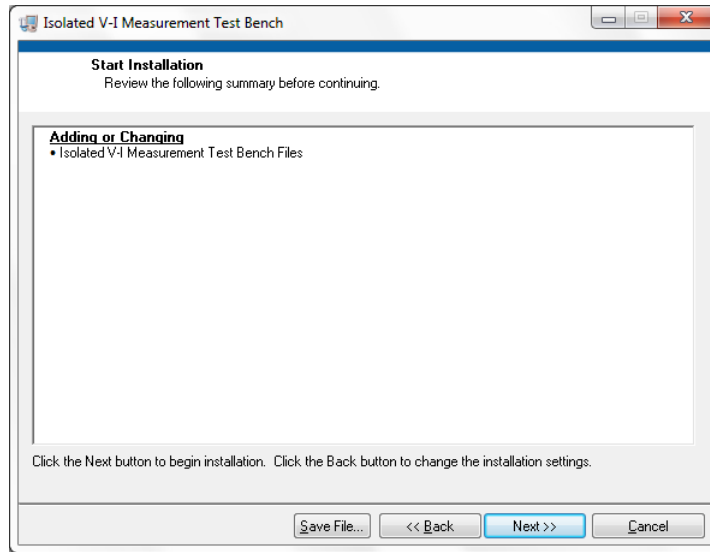 Isolated V-I Measurement Test Bench
Start Installation
Review the following summary before continuing.
Adding or Changing
• Isolated V-I Measurement Test Bench Files
Click the Next button to begin installation. Click the Back button to change the installation settings.
Save File... << Back Next >> Cancel